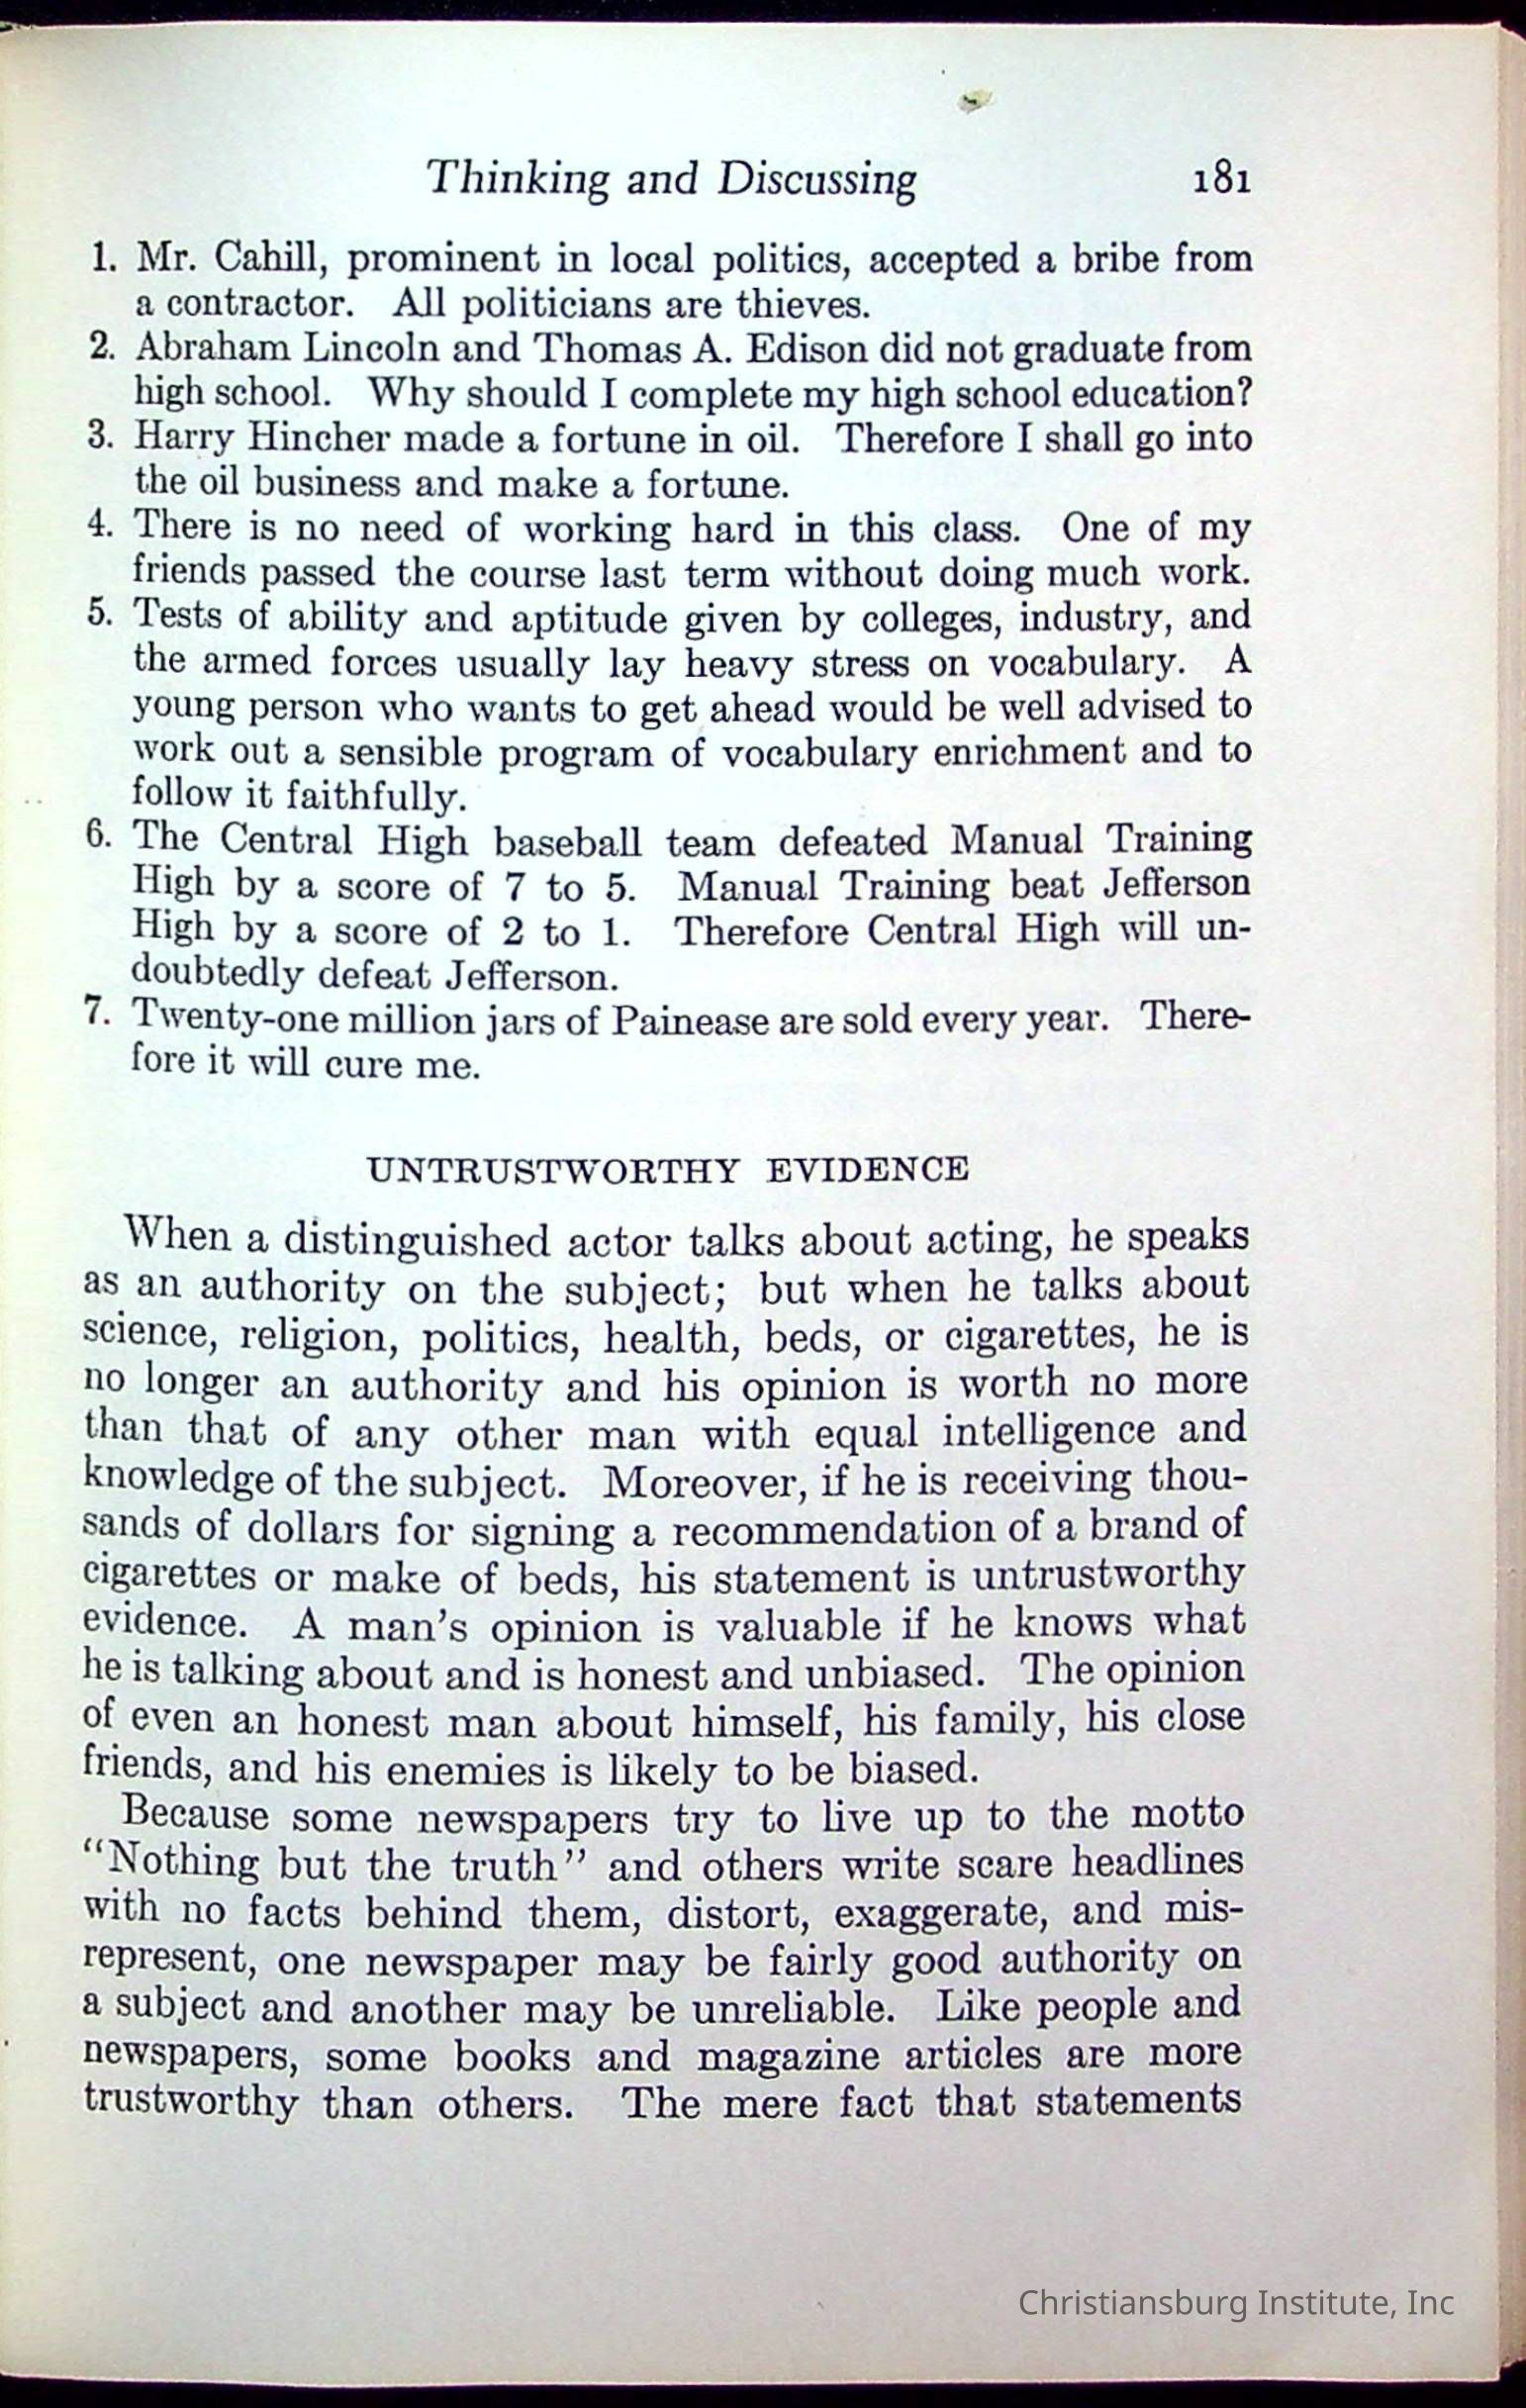 Thinking and Discussing 181
1. Mr. Cahill, prominent in local politics, accepted a bribe from
a contractor. All politicians are thieves.
2. Abraham Lincoln and Thomas A. Edison did not graduate from
high school. Why should I complete my high school education?
3. Harry Hincher made a fortune in oil. Therefore I shall go into
the oil business and make a fortune.
4. There is no need of working hard in this class. One of my
friends passed the course last term without doing much work.
5. Tests of ability and aptitude given by colleges, industry, and
the armed forces usually lay heavy stress on vocabulary. A
young person who wants to get ahead would be well advised to
work out a sensible program of vocabulary enrichment and to
follow it faithfully.
6. The Central High baseball team defeated Manual Training
High by a score of 7 to 5. Manual Training beat Jefferson
High by a score of 2 to 1. Therefore Central High will un-
doubtedly defeat Jefferson.
7. Twenty-one million jars of Painease are sold every year. There-
fore it will cure me.
UNTRUSTWORTHY EVIDENCE
When a distinguished actor talks about acting, he speaks
as an authority on the subject; but when he talks about
science, religion, politics, health, beds, or cigarettes, he is
no longer an authority and his opinion is worth no more
than that of any other man with equal intelligence and
knowledge of the subject. Moreover, if he is receiving thou-
sands of dollars for signing a recommendation of a brand of
cigarettes or make of beds, his statement is untrustworthy
evidence. A man's opinion is valuable if he knows what
he is talking about and is honest and unbiased. The opinion
of even an honest man about himself, his family, his close
friends, and his enemies is likely to be biased.
Because some newspapers try to live up to the motto
"Nothing but the truth" and others write scare headlines
with no facts behind them, distort, exaggerate, and mis-
represent, one newspaper may be fairly good authority on
a subject and another may be unreliable. Like people and
newspapers, some books and magazine articles are more
trustworthy than others. The mere fact that statements
Christiansburg Institute, Inc